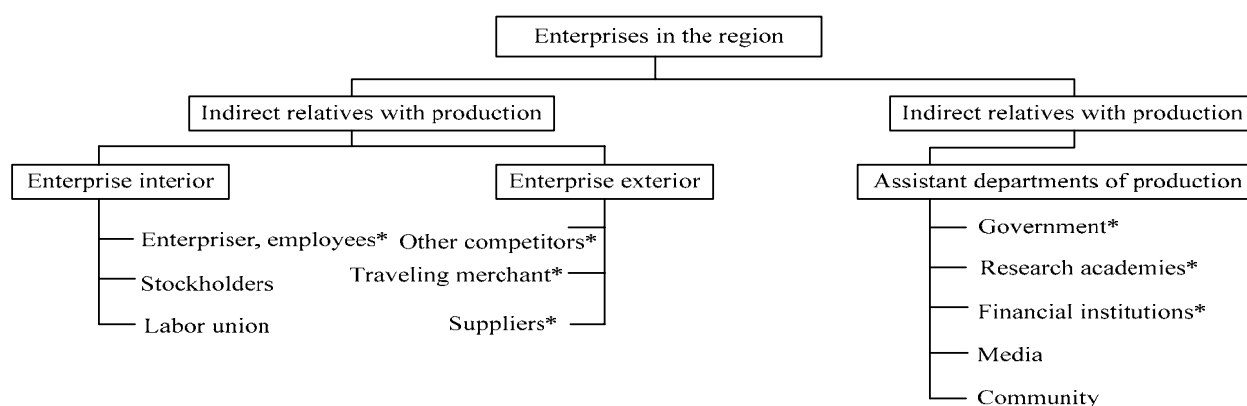 Enterprises in the region
Indirect relatives with production
Indirect relatives with production
Enterprise interior
Enterprise exterior
Assistant departments of production
Enterpriser, employees*
Stockholders
Labor union
Other competitors*
Traveling merchant*
Suppliers*
Government*
Research academies*
Financial institutions*
Media
Community